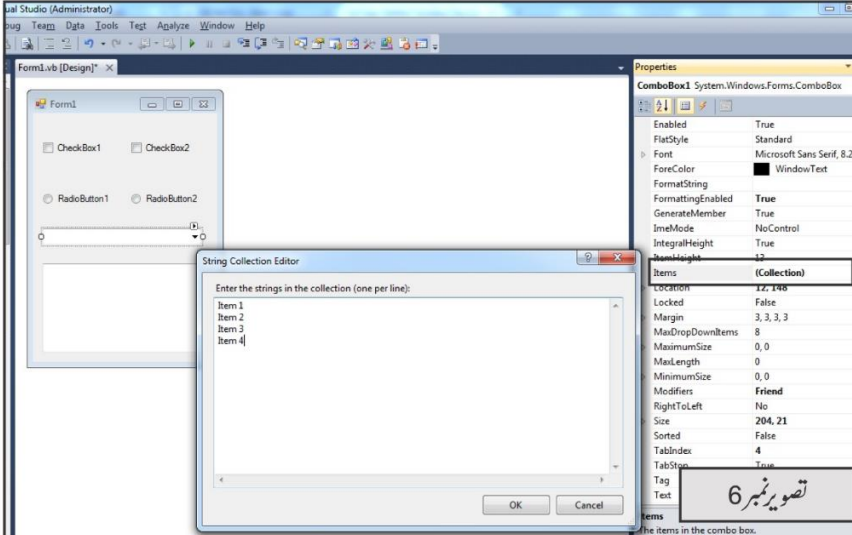 ual Studio (Administrator)
bug Team Data Tools Test Analyze Window Help
Form1.vb [Design]*
Form1
CheckBox1 CheckBox2
RadioButton1 RadioButton2
String Collection Editor
Enter the strings in the collection (one per line):
Item 1
Item 2
Item 3
Item 4
OK Cancel
Properties
ComboBox1 System.Windows.Forms.ComboBox
Enabled True
FlatStyle Standard
Font Microsoft Sans Serif, 8.2
ForeColor WindowText
FormatString
FormattingEnabled True
GenerateMember True
ImeMode NoControl
IntegralHeight True
ItemHeight 13
Items (Collection)
Location 12, 148
Locked False
Margin 3, 3, 3, 3
MaxDropDownItems 8
MaximumSize 0, 0
MaxLength 0
MinimumSize 0, 0
Modifiers Friend
RightToLeft No
Size 204, 21
Sorted False
TabIndex 4
TabStop True
Tag
Text
تصویر نمبر 6
Items
The items in the combo box.